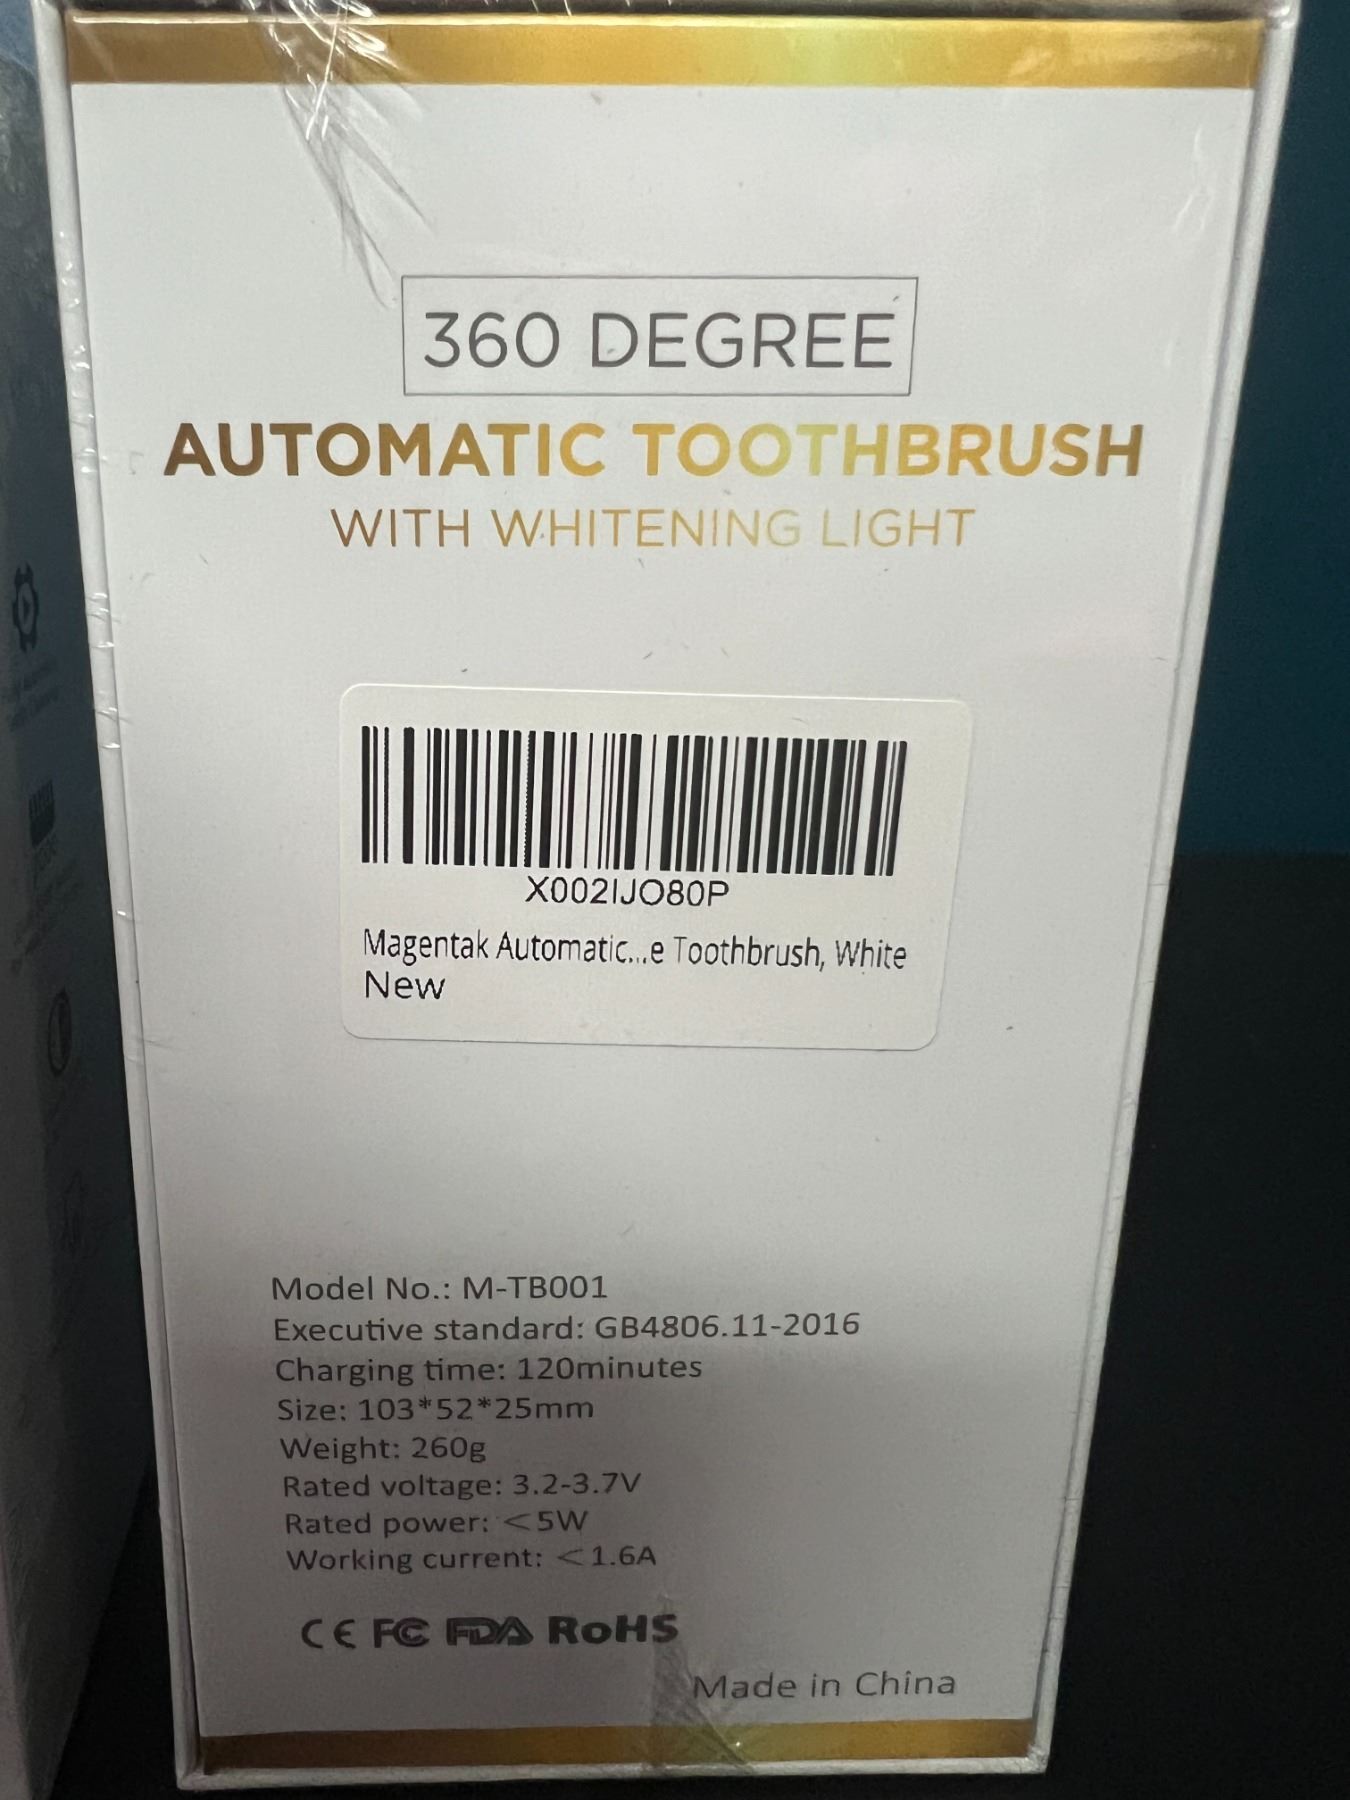 360 DEGREE
AUTOMATIC TOOTHBRUSH
WITH WHITENING LIGHT
X002IJO80P
Magentak Automatic...e Toothbrush, White
New
Model No.: M-TB001
Executive standard: GB4806.11-2016
Charging time: 120minutes
Size: 103*52*25mm
Weight: 260g
Rated voltage: 3.2-3.7V
Rated power: <5W
Working current: <1.6A
CE FC FDA RoHS
Made in China